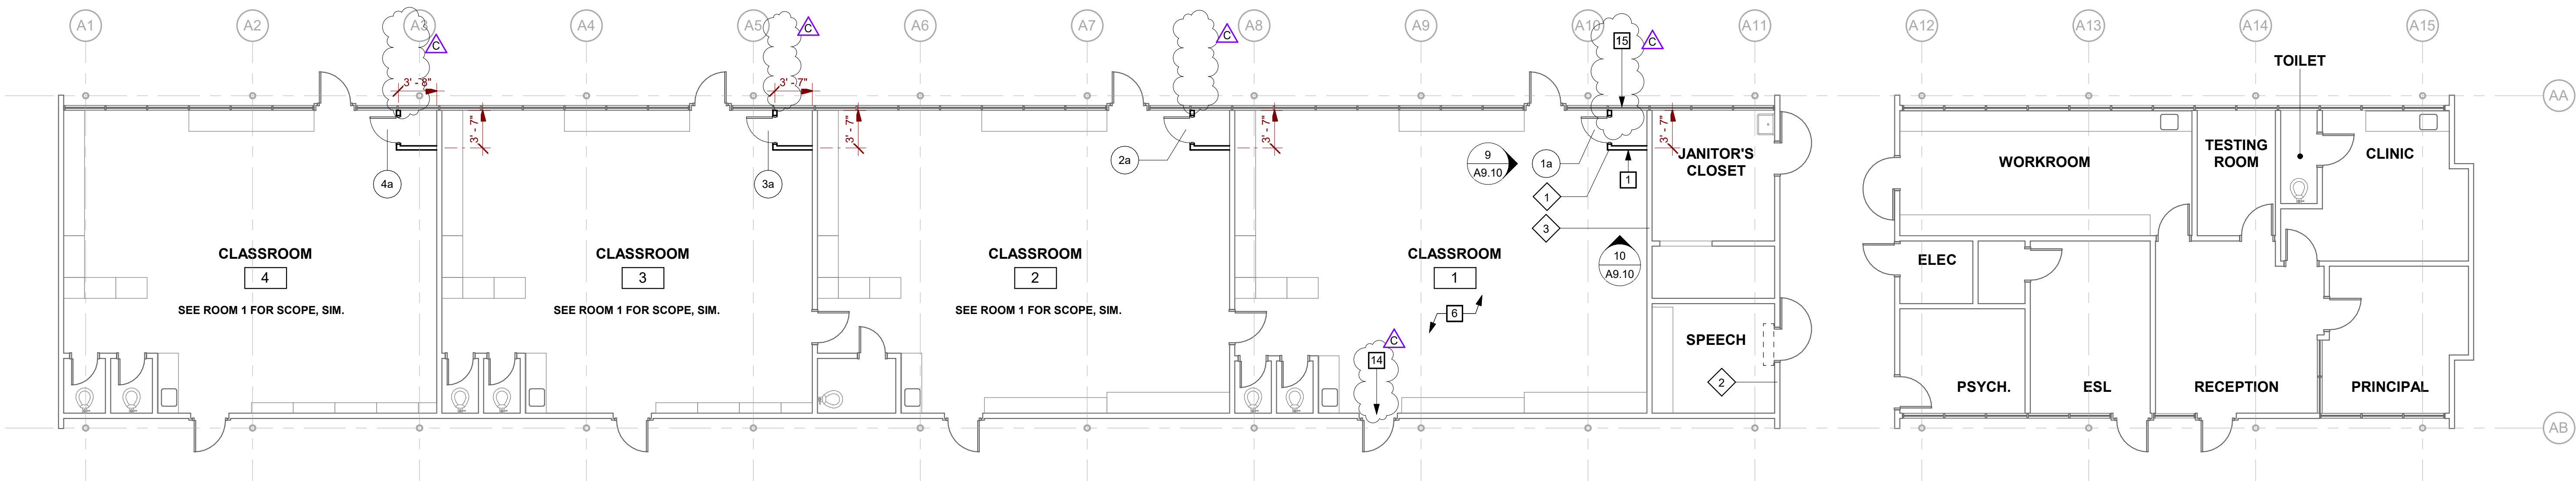 A1 A2 A3 A4 A5 A6 A7 A8 A9 A10 A11 A12 A13 A14 A15
C C C 15 C
TOILET
3' - 8" 3' - 7"
AA
3' - 7" 3' - 7" 3' - 7" 3' - 7"
4a 3a 2a 1a
9
A9.10
1
1
3
10
A9.10
JANITOR'S
CLOSET
WORKROOM
TESTING
ROOM
CLINIC
CLASSROOM
4
SEE ROOM 1 FOR SCOPE, SIM.
CLASSROOM
3
SEE ROOM 1 FOR SCOPE, SIM.
CLASSROOM
2
SEE ROOM 1 FOR SCOPE, SIM.
CLASSROOM
1
6
14 C
ELEC
SPEECH
2
PSYCH.
ESL
RECEPTION
PRINCIPAL
AB